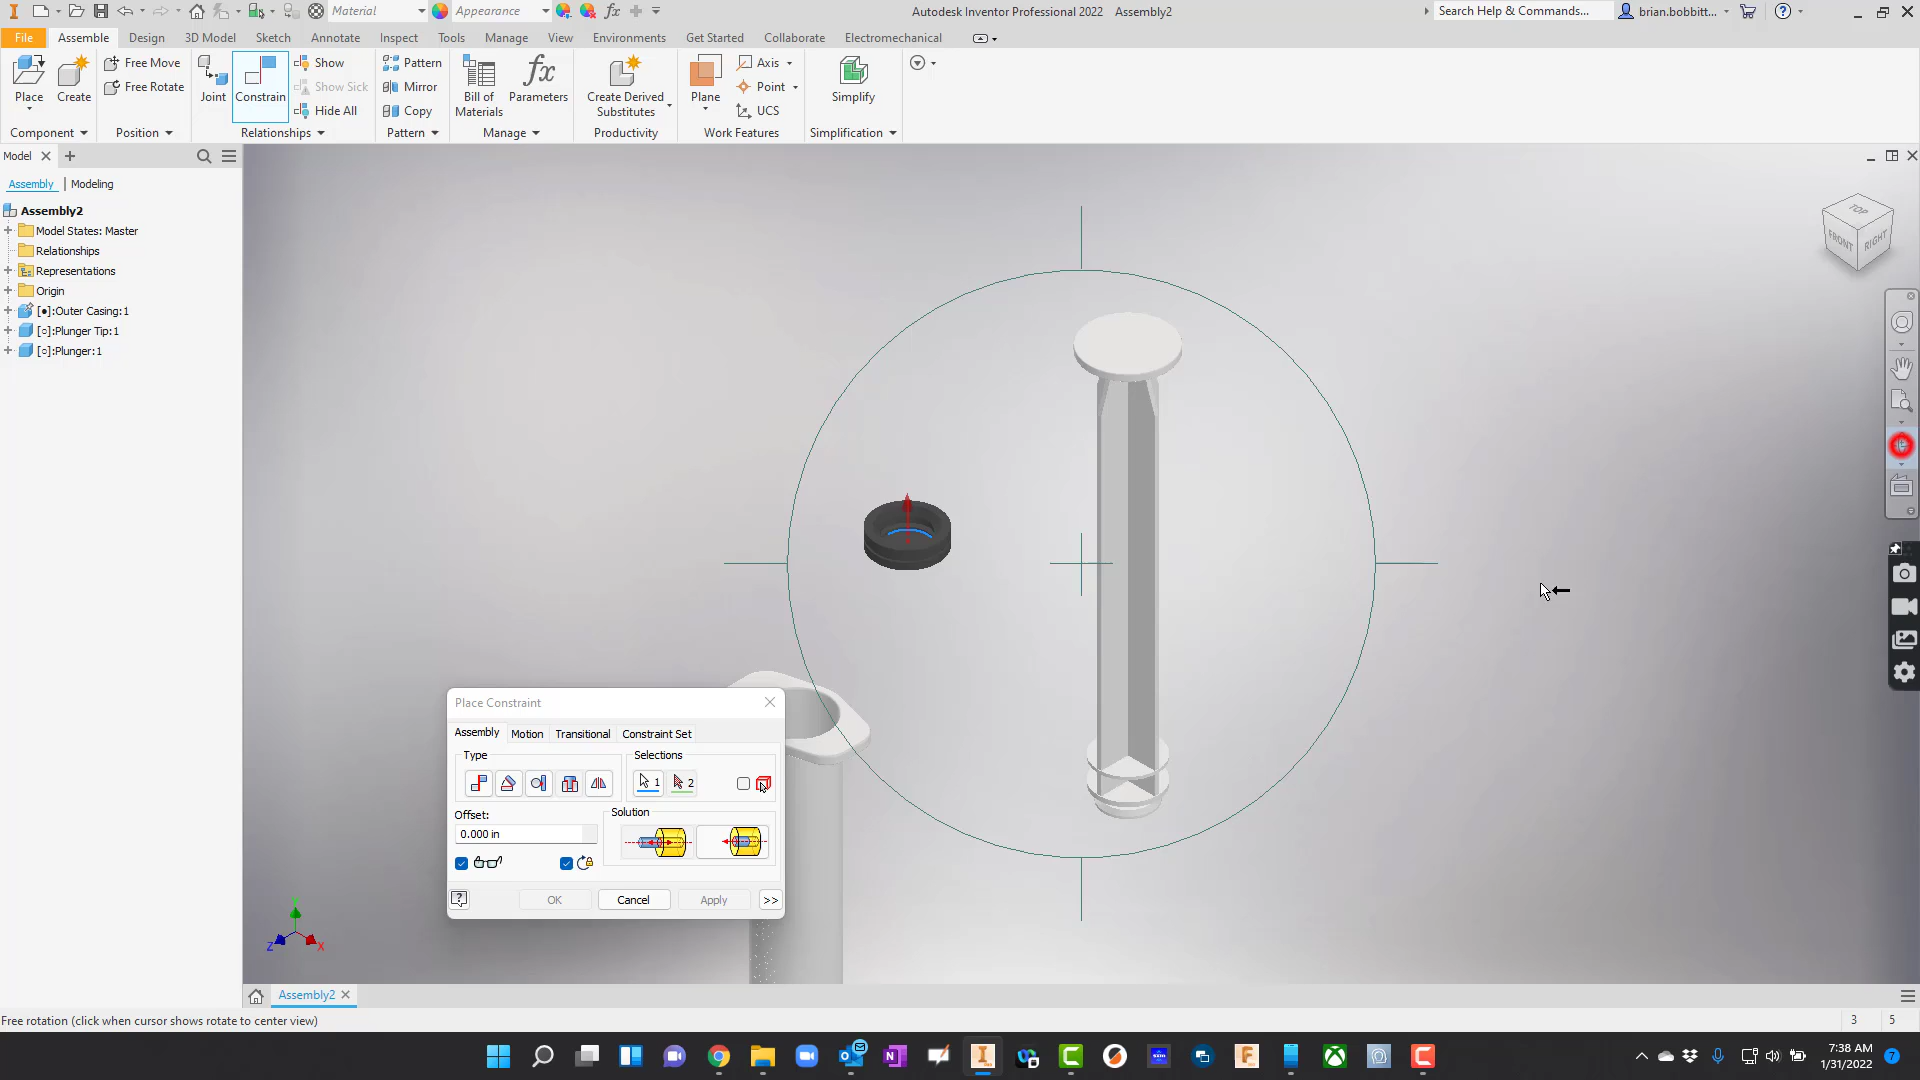 Material
Appearance
Autodesk Inventor Professional 2022 Assembly2
Search Help & Commands...
brian.bobbitt...
File Assemble Design 3D Model Sketch Annotate Inspect Tools Manage View Environments Get Started Collaborate Electromechanical
Place
Create
Free Move
Free Rotate
Joint
Constrain
Show
Show Sick
Hide All
Pattern
Mirror
Copy
Bill of
Materials
fx
Parameters
Create Derived
Substitutes
Plane
Axis
Point
UCS
Simplify
Component Position Relationships Pattern Manage Productivity Work Features Simplification
Model
Assembly | Modeling
Assembly2
Model States: Master
Relationships
Representations
Origin
[●]:Outer Casing:1
[○]:Plunger Tip:1
[○]:Plunger:1
TOP
FRONT
RIGHT
Place Constraint
Assembly Motion Transitional Constraint Set
Type
Selections
1
2
Offset:
0.000 in
Solution
OK
Cancel
Apply
>>
Z
X
Assembly2
Free rotation (click when cursor shows rotate to center view)
3 5
7:38 AM
1/31/2022
7